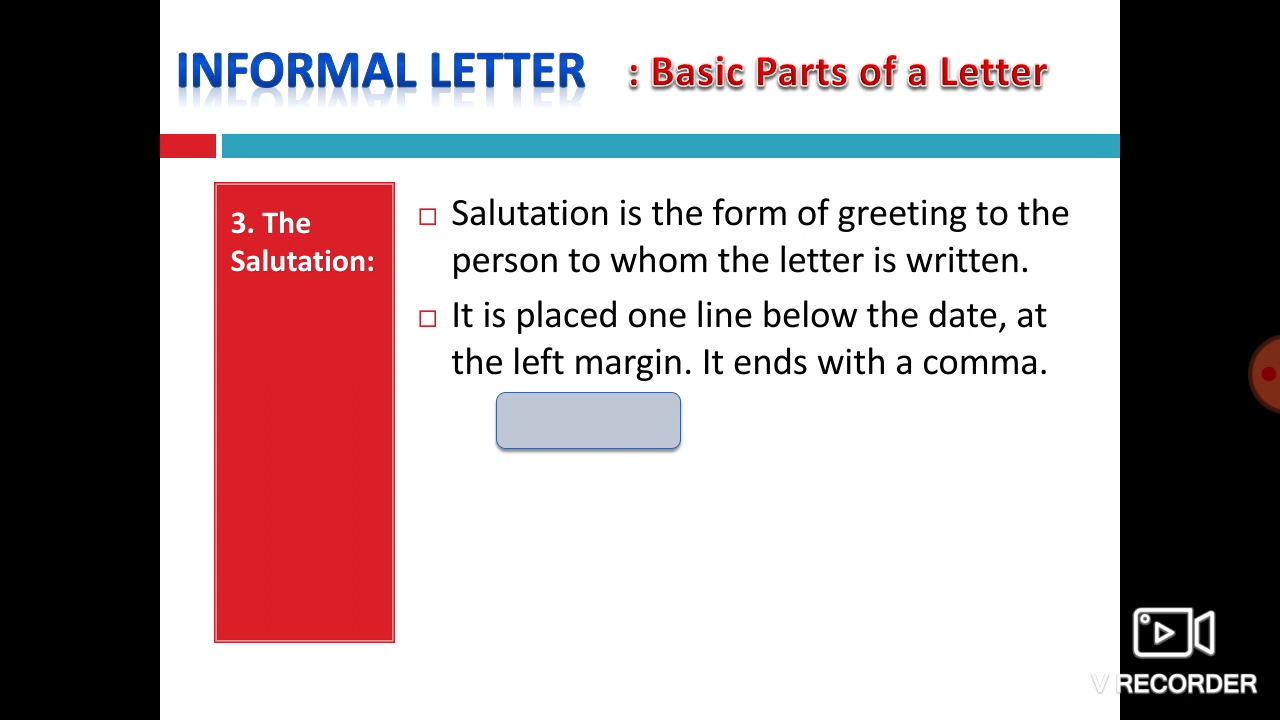 INFORMAL LETTER : Basic Parts of a Letter
3. The
Salutation:
Salutation is the form of greeting to the
person to whom the letter is written.
It is placed one line below the date, at
the left margin. It ends with a comma.
V RECORDER